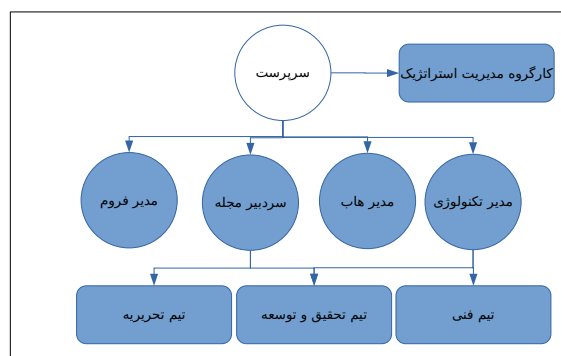 سرپرست
کارگروه مدیریت استراتژیک
مدیر تکنولوژی
مدیر هاب
سردبیر مجله
مدیر فروم
تیم فنی
تیم تحقیق و توسعه
تیم تحریریه